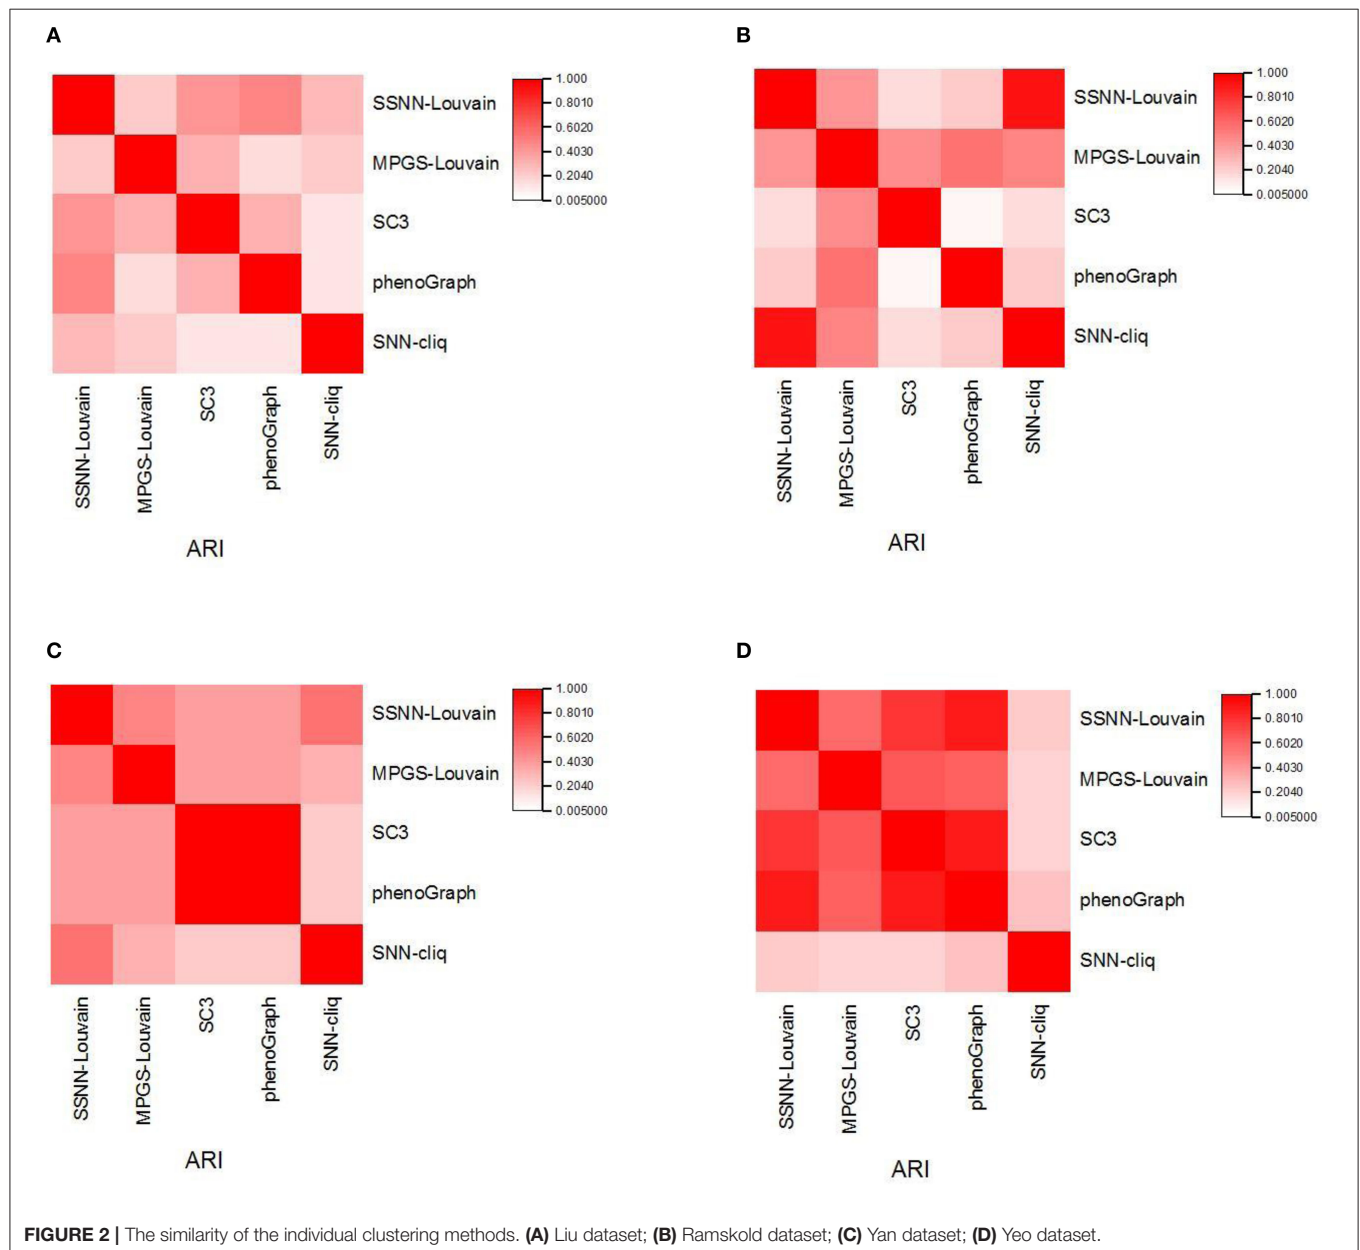 A
SSNN-Louvain
MPGS-Louvain
SC3
phenoGraph
SNN-cliq
1.000
0.8010
0.6020
0.4030
0.2040
0.005000
SSNN-Louvain
MPGS-Louvain
SC3
phenoGraph
SNN-cliq
ARI
B
SSNN-Louvain
MPGS-Louvain
SC3
phenoGraph
SNN-cliq
1.000
0.8010
0.6020
0.4030
0.2040
0.005000
SSNN-Louvain
MPGS-Louvain
SC3
phenoGraph
SNN-cliq
ARI
C
SSNN-Louvain
MPGS-Louvain
SC3
phenoGraph
SNN-cliq
1.000
0.8010
0.6020
0.4030
0.2040
0.005000
SSNN-Louvain
MPGS-Louvain
SC3
phenoGraph
SNN-cliq
ARI
D
SSNN-Louvain
MPGS-Louvain
SC3
phenoGraph
SNN-cliq
1.000
0.8010
0.6020
0.4030
0.2040
0.005000
SSNN-Louvain
MPGS-Louvain
SC3
phenoGraph
SNN-cliq
ARI
FIGURE 2 | The similarity of the individual clustering methods. (A) Liu dataset; (B) Ramskold dataset; (C) Yan dataset; (D) Yeo dataset.